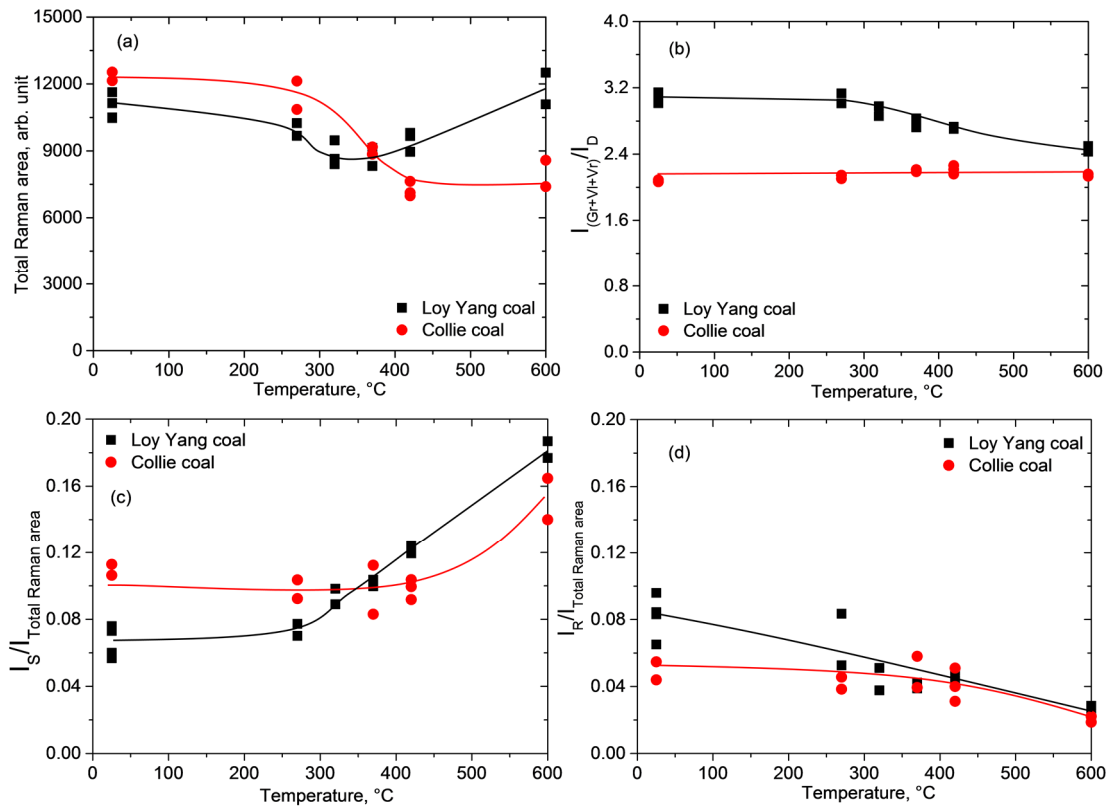 (a)
Total Raman area, arb. unit
15000
12000
9000
6000
3000
0
Loy Yang coal
Collie coal
0 100 200 300 400 500 600
Temperature, °C
(b)
I(Gr+Vl+Vr)/ID
4.0
3.2
2.4
1.6
0.8
0.0
Loy Yang coal
Collie coal
0 100 200 300 400 500 600
Temperature, °C
Loy Yang coal
Collie coal
(c)
IS/ITotal Raman area
0.20
0.16
0.12
0.08
0.04
0.00
0 100 200 300 400 500 600
Temperature, °C
Loy Yang coal
Collie coal
(d)
IR/ITotal Raman area
0.20
0.16
0.12
0.08
0.04
0.00
0 100 200 300 400 500 600
Temperature, °C